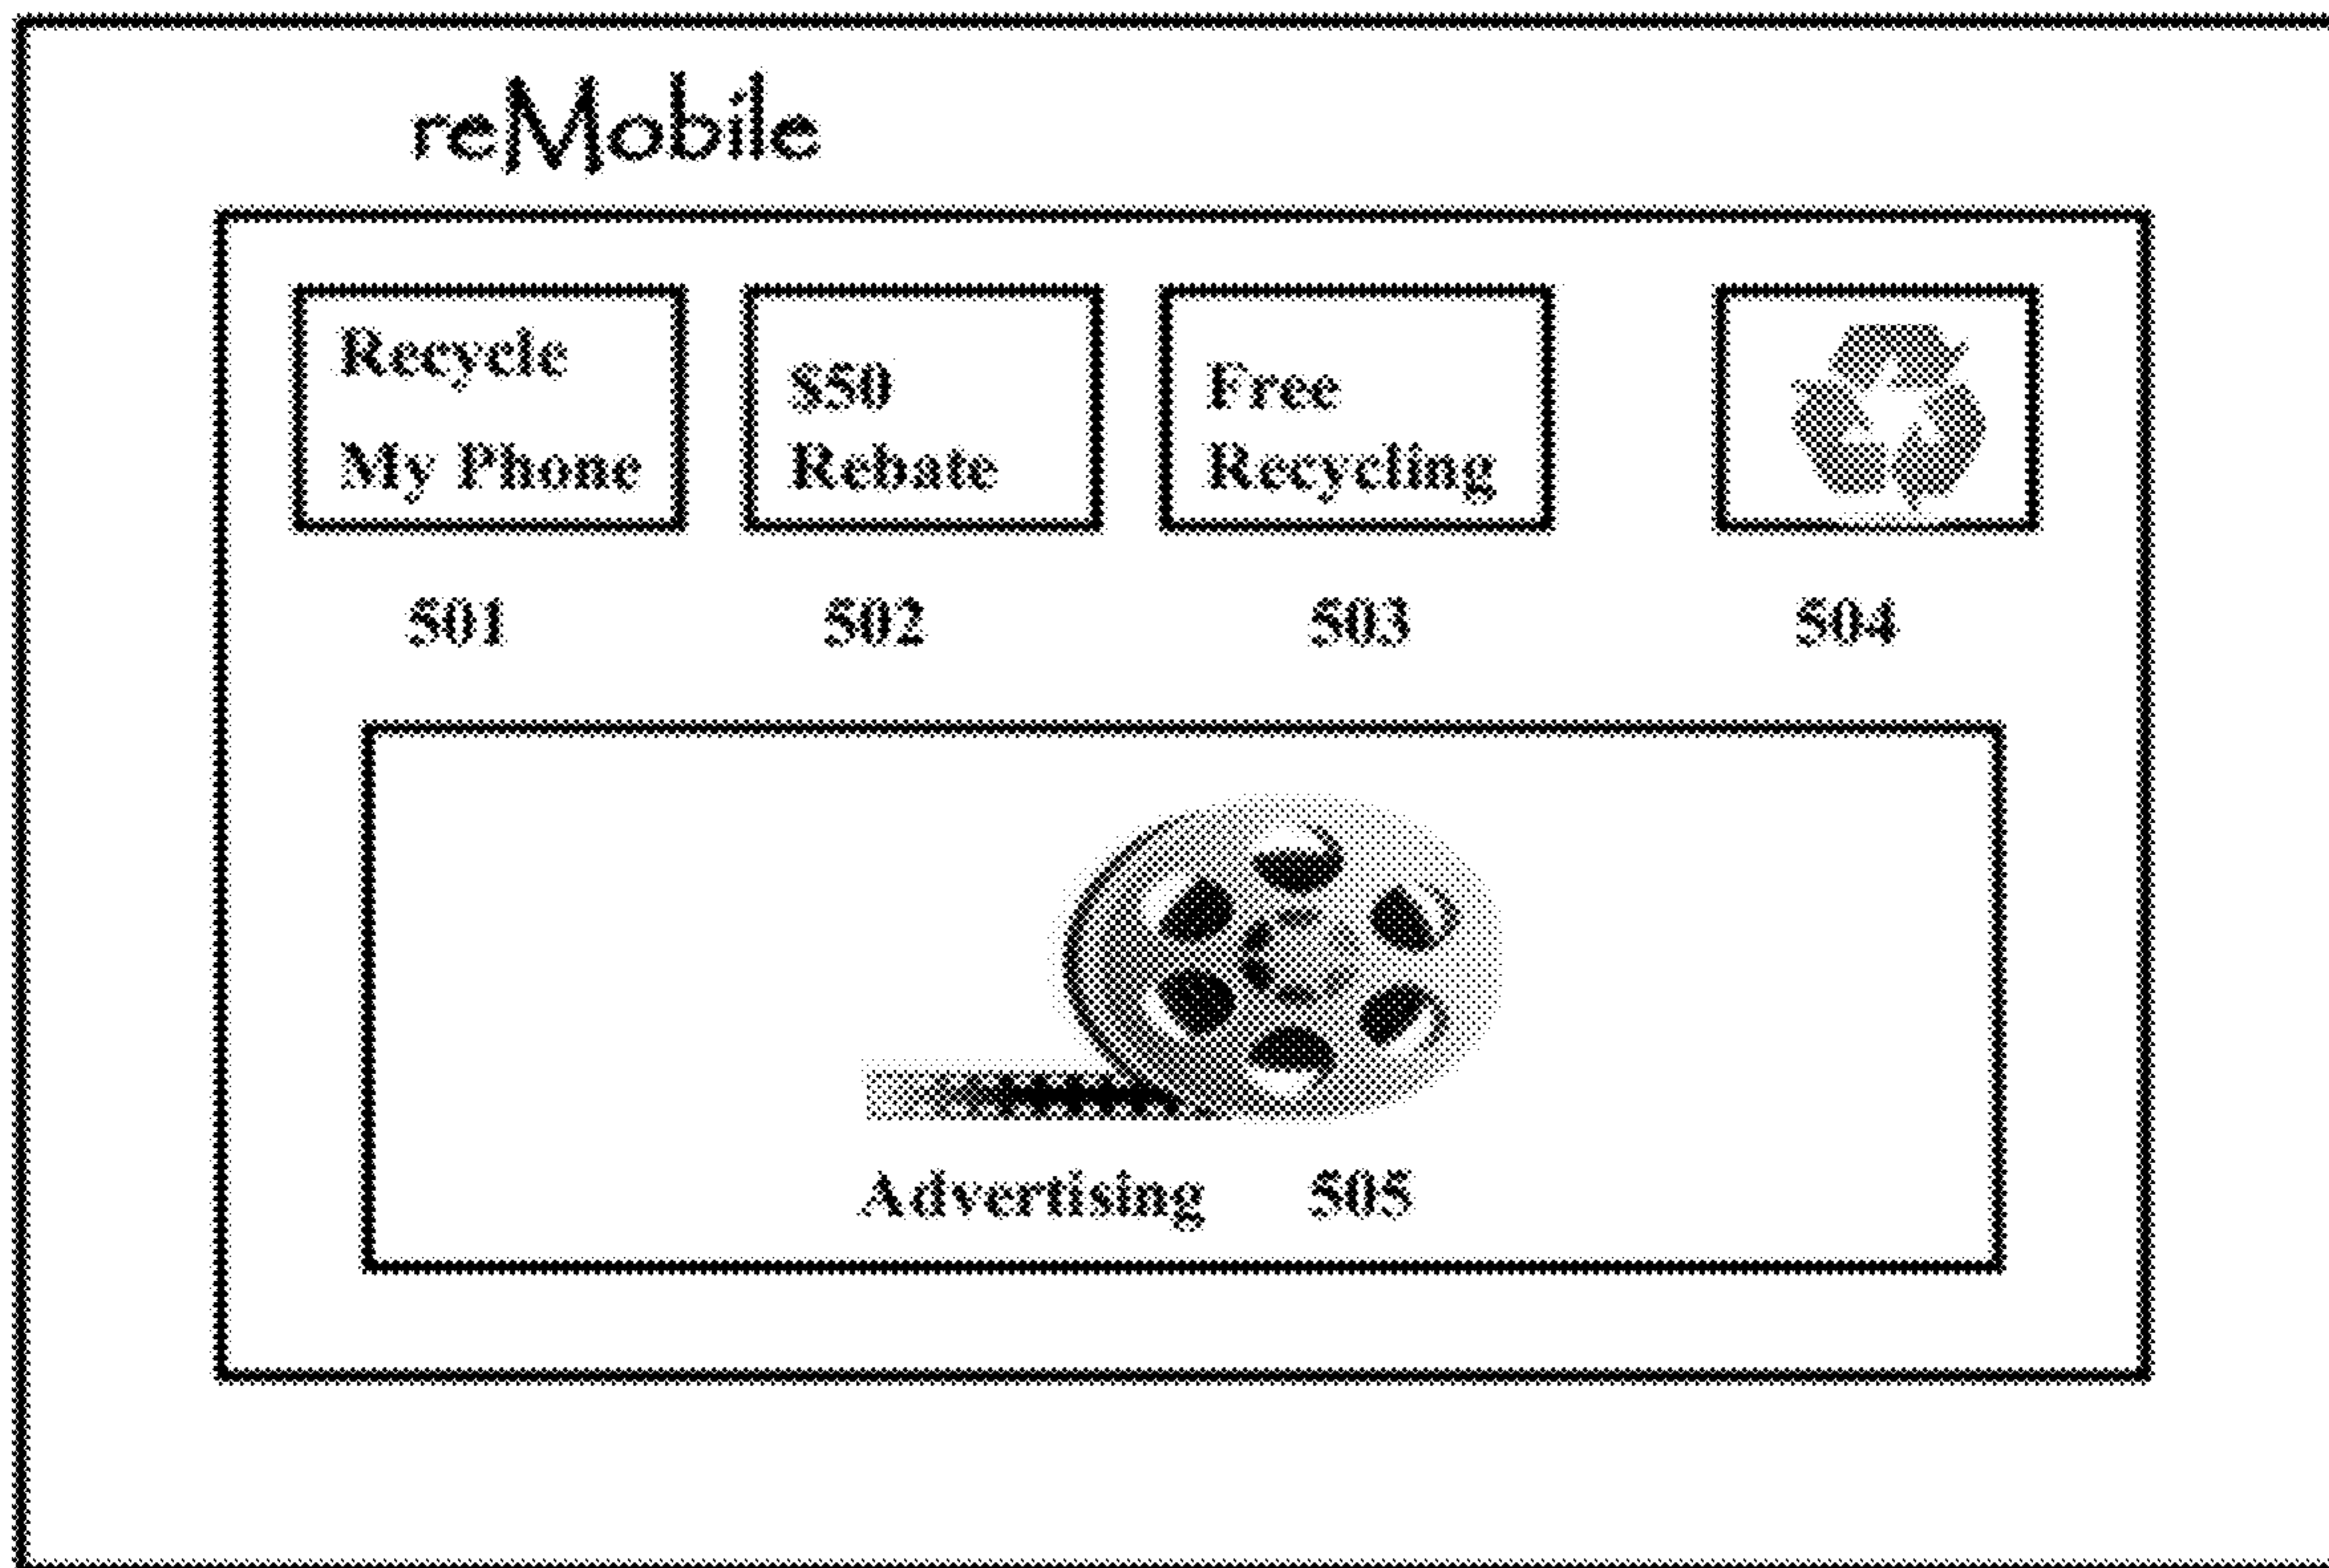 reMobile
Recycle
My Phone
$50
Rebate
Free
Recycling
501 502 503 504
Advertising 505